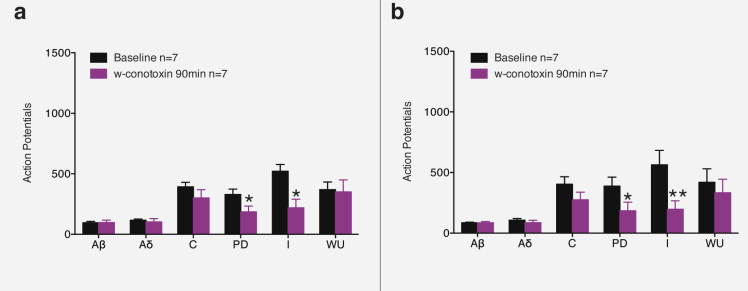 a
1500
Baseline n=7
w-conotoxin 90min n=7
1000
Action Potentials
500
*
*
0
Aβ Aδ C PD I WU
b
1500
Baseline n=7
w-conotoxin 90min n=7
1000
Action Potentials
500
*
**
0
Aβ Aδ C PD I WU